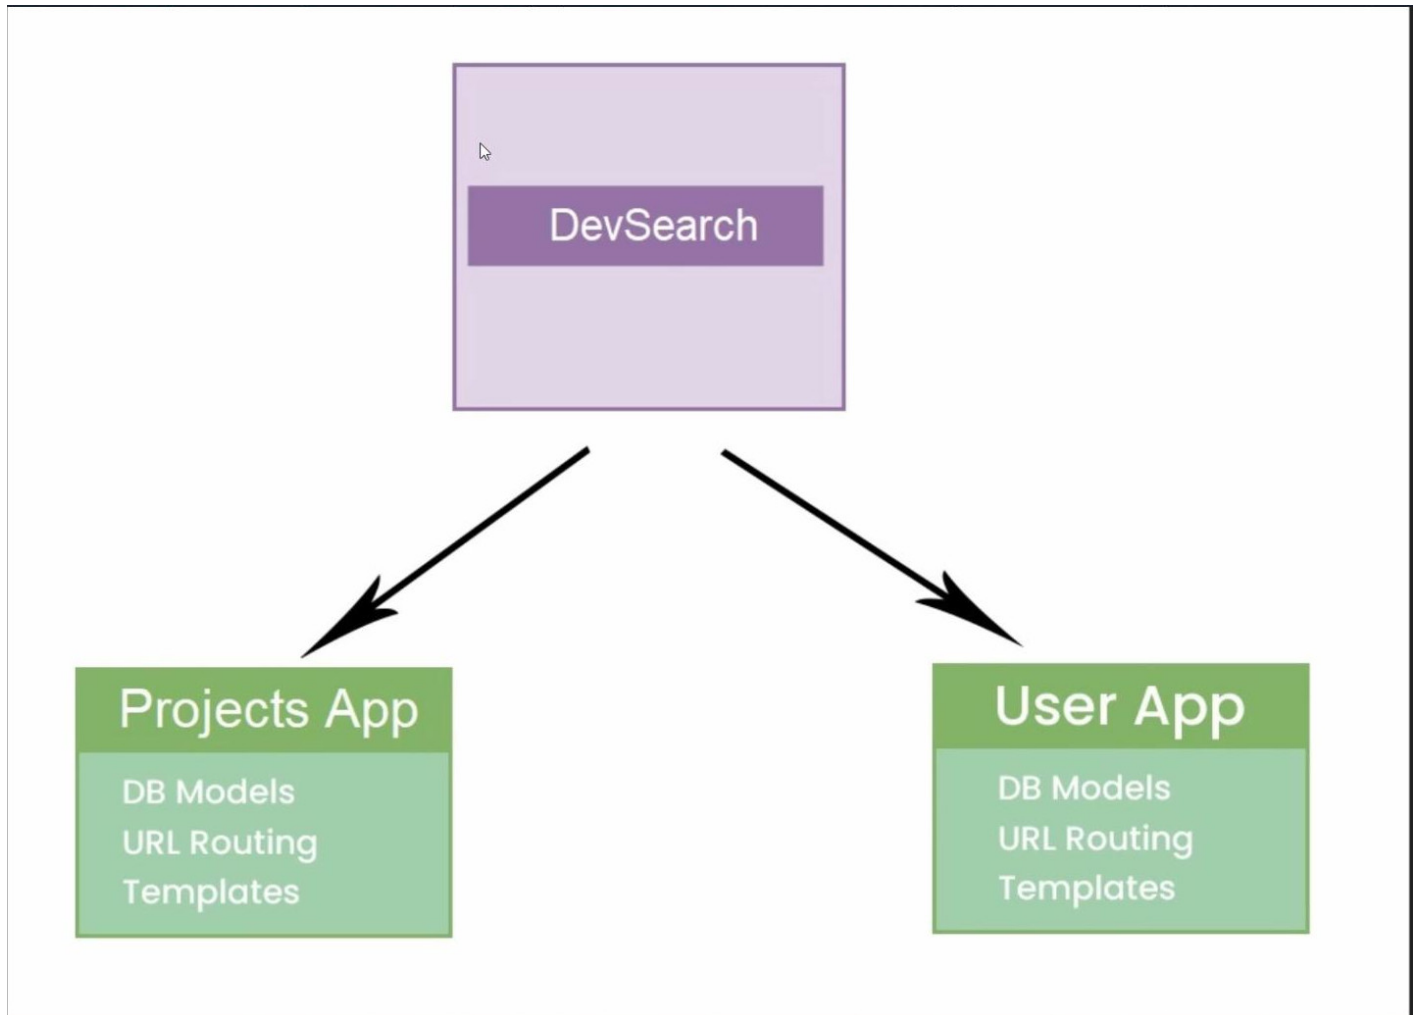 DevSearch
Projects App
DB Models
URL Routing
Templates
User App
DB Models
URL Routing
Templates